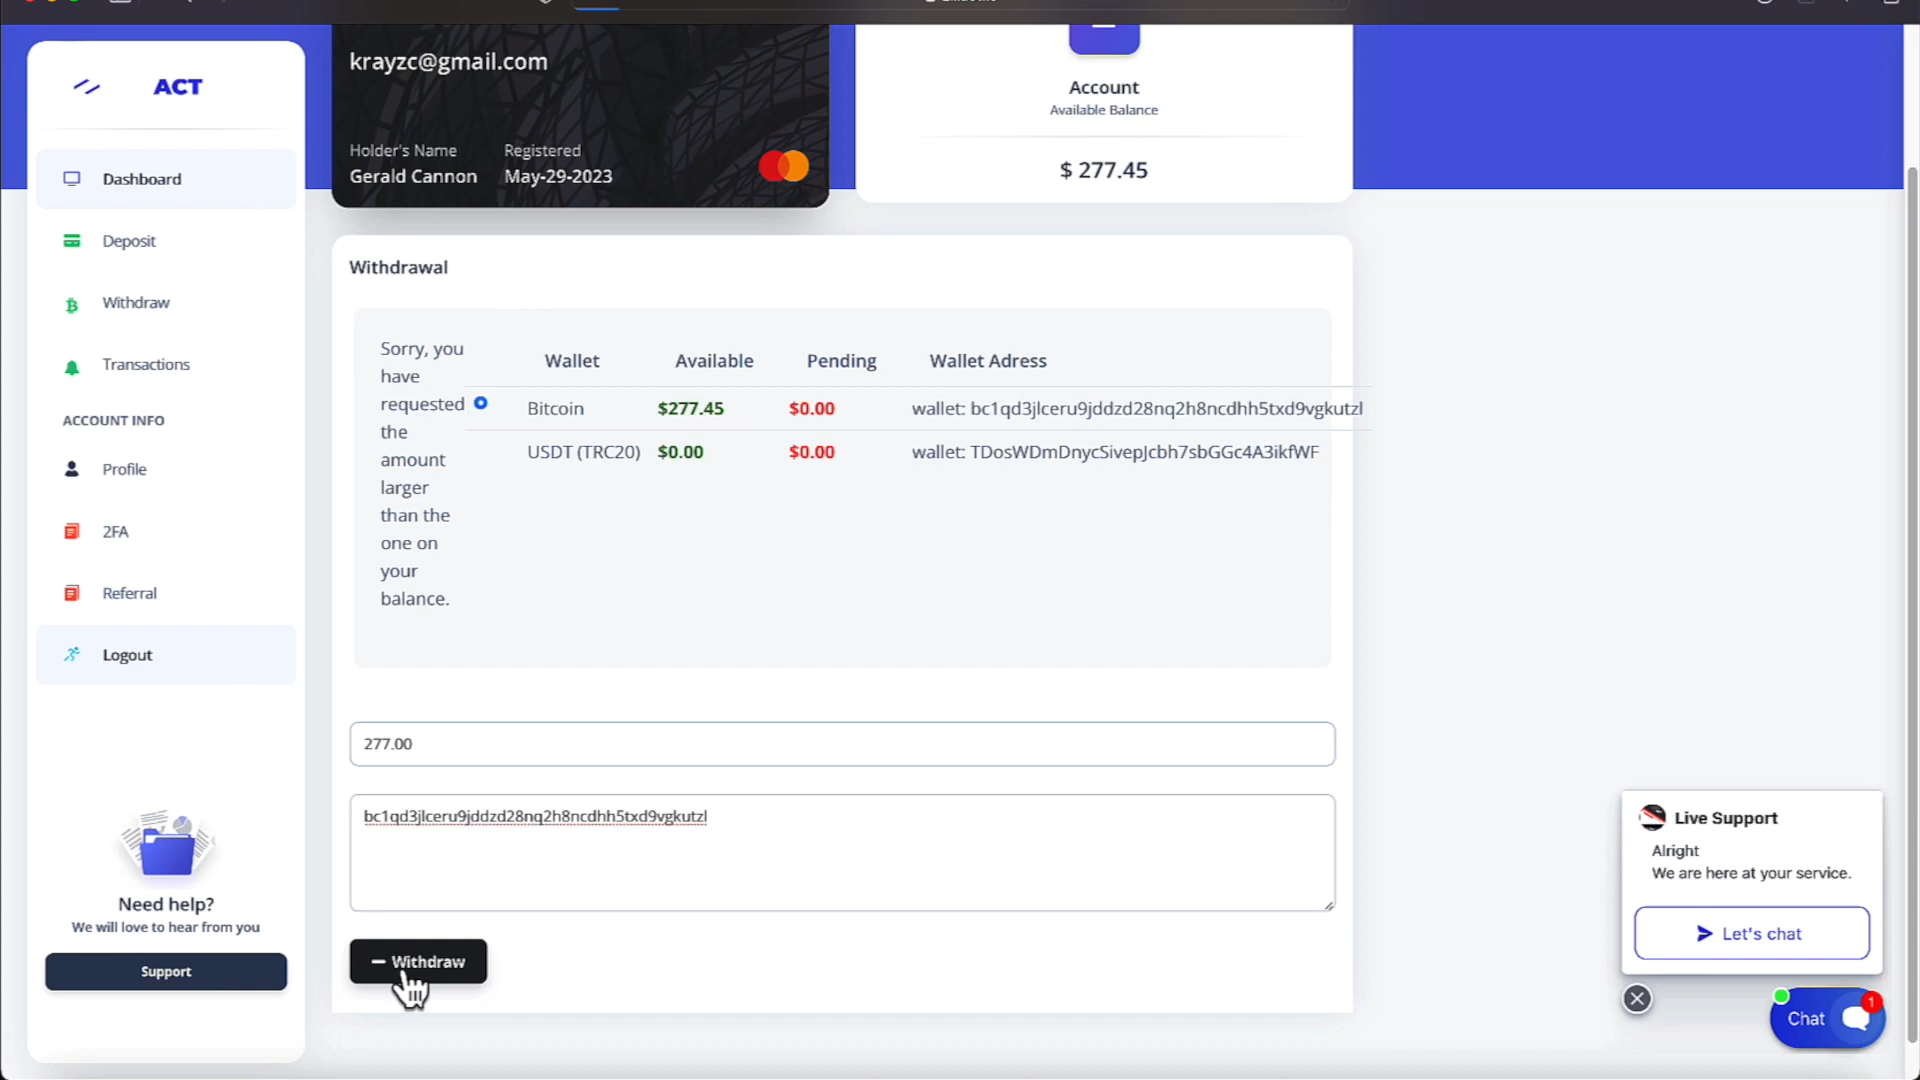 ACT
Dashboard
Deposit
Withdraw
Transactions
ACCOUNT INFO
Profile
2FA
Referral
Logout
Need help?
We will love to hear from you
Support
krayzc@gmail.com
Holder's Name
Registered
Gerald Cannon
May-29-2023
Account
Available Balance
$ 277.45
Withdrawal
Sorry, you
have
requested
the
amount
larger
than the
one on
your
balance.
Wallet Available Pending Wallet Adress
Bitcoin $277.45 $0.00 wallet: bc1qd3jlceru9jddzd28nq2h8ncdhh5txd9vgkutzl
USDT (TRC20) $0.00 $0.00 wallet: TDosWDmDnycSivepJcbh7sbGGc4A3ikfWF
277.00
bc1qd3jlceru9jddzd28nq2h8ncdhh5txd9vgkutzl
Withdraw
Live Support
Alright
We are here at your service.
Let's chat
Chat
1